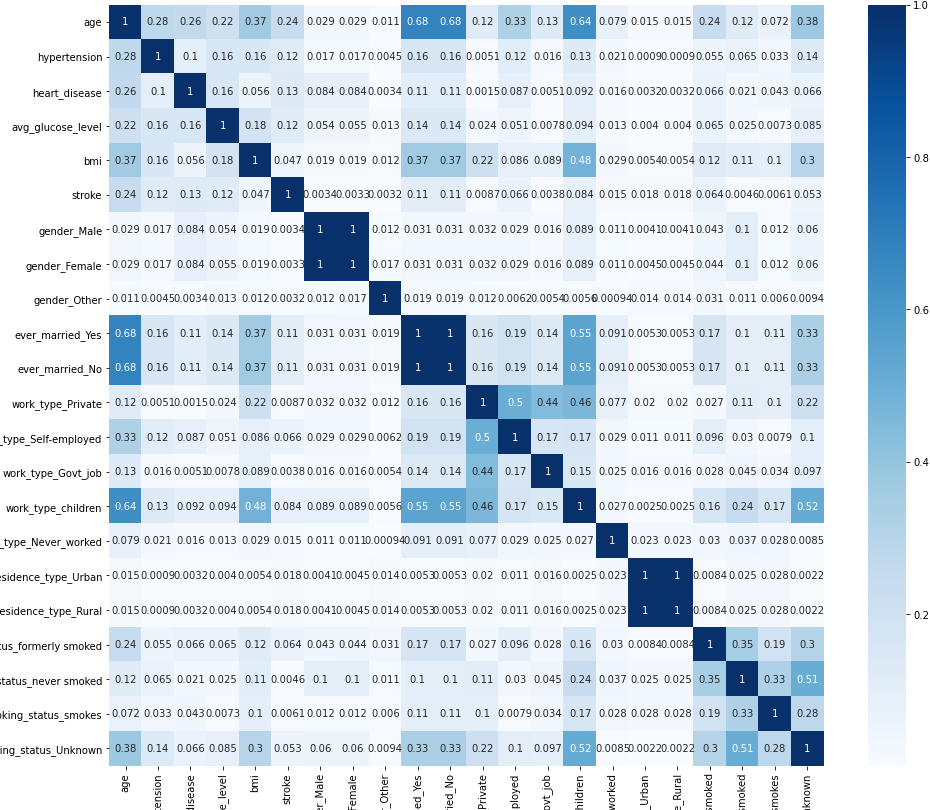 age 1 0.28 0.26 0.22 0.37 0.24 0.029 0.029 0.011 0.68 0.68 0.12 0.33 0.13 0.64 0.079 0.015 0.015 0.24 0.12 0.072 0.38 1.0
hypertension 0.28 1 0.1 0.16 0.16 0.12 0.017 0.017 0.0045 0.16 0.16 0.0051 0.12 0.016 0.13 0.021 0.0009 0.0009 0.055 0.065 0.033 0.14
heart_disease 0.26 0.1 1 0.16 0.056 0.13 0.084 0.084 0.0034 0.11 0.11 0.0015 0.087 0.0051 0.092 0.016 0.0032 0.0032 0.066 0.021 0.043 0.066
avg_glucose_level 0.22 0.16 0.16 1 0.18 0.12 0.054 0.055 0.013 0.14 0.14 0.024 0.051 0.0078 0.094 0.013 0.004 0.004 0.065 0.025 0.0073 0.085
0.8
bmi 0.37 0.16 0.056 0.18 1 0.047 0.019 0.019 0.012 0.37 0.37 0.22 0.086 0.089 0.48 0.029 0.0054 0.0054 0.12 0.11 0.1 0.3
stroke 0.24 0.12 0.13 0.12 0.047 1 0.0034 0.0033 0.0032 0.11 0.11 0.0087 0.066 0.0038 0.084 0.015 0.018 0.018 0.064 0.0046 0.0061 0.053
gender_Male 0.029 0.017 0.084 0.054 0.019 0.0034 1 1 0.012 0.031 0.031 0.032 0.029 0.016 0.089 0.011 0.0041 0.0041 0.043 0.1 0.012 0.06
gender_Female 0.029 0.017 0.084 0.055 0.019 0.0033 1 1 0.017 0.031 0.031 0.032 0.029 0.016 0.089 0.011 0.0045 0.0045 0.044 0.1 0.012 0.06
gender_Other 0.011 0.0045 0.0034 0.013 0.012 0.0032 0.012 0.017 1 0.019 0.019 0.012 0.0062 0.0054 0.0056 0.00094 0.014 0.014 0.031 0.011 0.006 0.0094
0.6
ever_married_Yes 0.68 0.16 0.11 0.14 0.37 0.11 0.031 0.031 0.019 1 1 0.16 0.19 0.14 0.55 0.091 0.0053 0.0053 0.17 0.1 0.11 0.33
ever_married_No 0.68 0.16 0.11 0.14 0.37 0.11 0.031 0.031 0.019 1 1 0.16 0.19 0.14 0.55 0.091 0.0053 0.0053 0.17 0.1 0.11 0.33
work_type_Private 0.12 0.0051 0.0015 0.024 0.22 0.0087 0.032 0.032 0.012 0.16 0.16 1 0.5 0.44 0.46 0.077 0.02 0.02 0.027 0.11 0.1 0.22
_type_Self-employed 0.33 0.12 0.087 0.051 0.086 0.066 0.029 0.029 0.0062 0.19 0.19 0.5 1 0.17 0.17 0.029 0.011 0.011 0.096 0.03 0.0079 0.1
0.4
work_type_Govt_job 0.13 0.016 0.0051 0.0078 0.089 0.0038 0.016 0.016 0.0054 0.14 0.14 0.44 0.17 1 0.15 0.025 0.016 0.016 0.028 0.045 0.034 0.097
work_type_children 0.64 0.13 0.092 0.094 0.48 0.084 0.089 0.089 0.0056 0.55 0.55 0.46 0.17 0.15 1 0.027 0.0025 0.0025 0.16 0.24 0.17 0.52
_type_Never_worked 0.079 0.021 0.016 0.013 0.029 0.015 0.011 0.011 0.00094 0.091 0.091 0.077 0.029 0.025 0.027 1 0.023 0.023 0.03 0.037 0.028 0.0085
esidence_type_Urban 0.015 0.0009 0.0032 0.004 0.0054 0.018 0.0041 0.0045 0.014 0.0053 0.0053 0.02 0.011 0.016 0.0025 0.023 1 1 0.0084 0.025 0.028 0.0022
esidence_type_Rural 0.015 0.0009 0.0032 0.004 0.0054 0.018 0.0041 0.0045 0.014 0.0053 0.0053 0.02 0.011 0.016 0.0025 0.023 1 1 0.0084 0.025 0.028 0.0022
0.2
tus_formerly smoked 0.24 0.055 0.066 0.065 0.12 0.064 0.043 0.044 0.031 0.17 0.17 0.027 0.096 0.028 0.16 0.03 0.0084 0.0084 1 0.35 0.19 0.3
status_never smoked 0.12 0.065 0.021 0.025 0.11 0.0046 0.1 0.1 0.011 0.1 0.1 0.11 0.03 0.045 0.24 0.037 0.025 0.025 0.35 1 0.33 0.51
oking_status_smokes 0.072 0.033 0.043 0.0073 0.1 0.0061 0.012 0.012 0.006 0.11 0.11 0.1 0.0079 0.034 0.17 0.028 0.028 0.028 0.19 0.33 1 0.28
ing_status_Unknown 0.38 0.14 0.066 0.085 0.3 0.053 0.06 0.06 0.0094 0.33 0.33 0.22 0.1 0.097 0.52 0.0085 0.0022 0.0022 0.3 0.51 0.28 1
age tension disease e_level bmi stroke er_Male Female r_Other ied_Yes ried_No Private ployed ovt_job hildren worked _Urban e_Rural smoked smoked smokes nknown